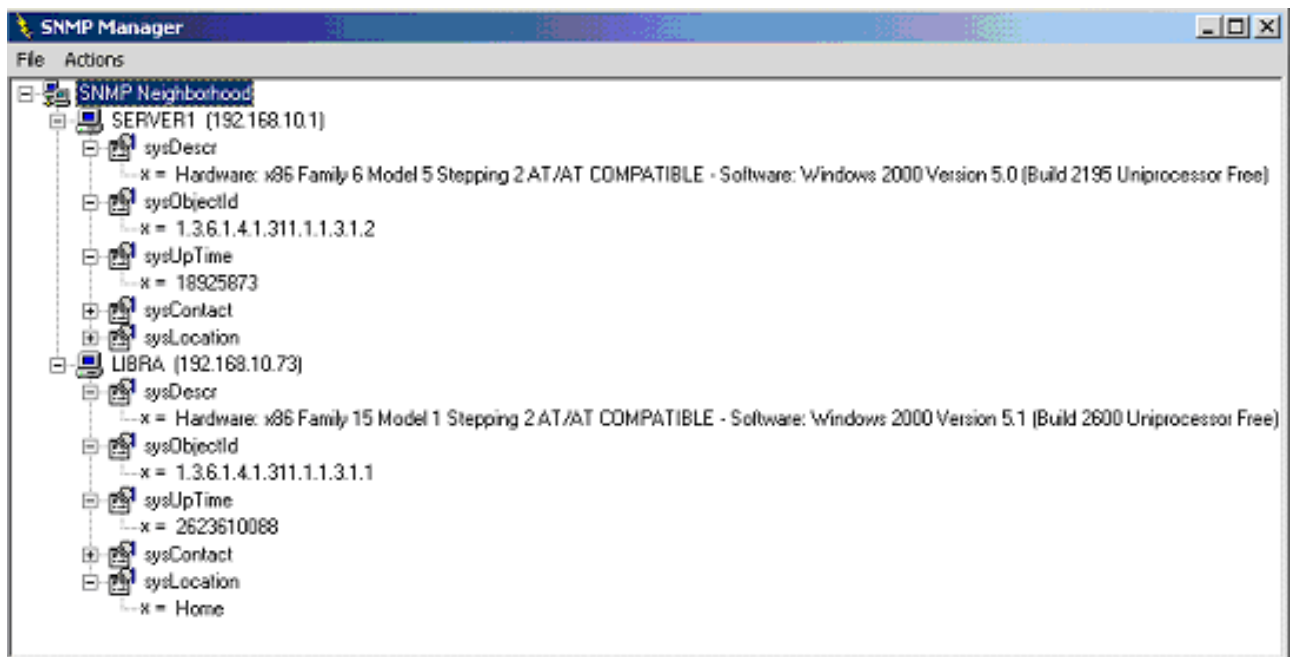 SNMP Manager
File Actions
SNMP Neighborhood
SERVER1 (192.168.10.1)
sysDescr
x = Hardware: x86 Family 6 Model 5 Stepping 2 AT/AT COMPATIBLE - Software: Windows 2000 Version 5.0 (Build 2195 Uniprocessor Free)
sysObjectId
x = 1.3.6.1.4.1.311.1.1.3.1.2
sysUpTime
x = 18925873
sysContact
sysLocation
LIBRA (192.168.10.73)
sysDescr
x = Hardware: x86 Family 15 Model 1 Stepping 2 AT/AT COMPATIBLE - Software: Windows 2000 Version 5.1 (Build 2600 Uniprocessor Free)
sysObjectId
x = 1.3.6.1.4.1.311.1.1.3.1.1
sysUpTime
x = 2623610088
sysContact
sysLocation
x = Home